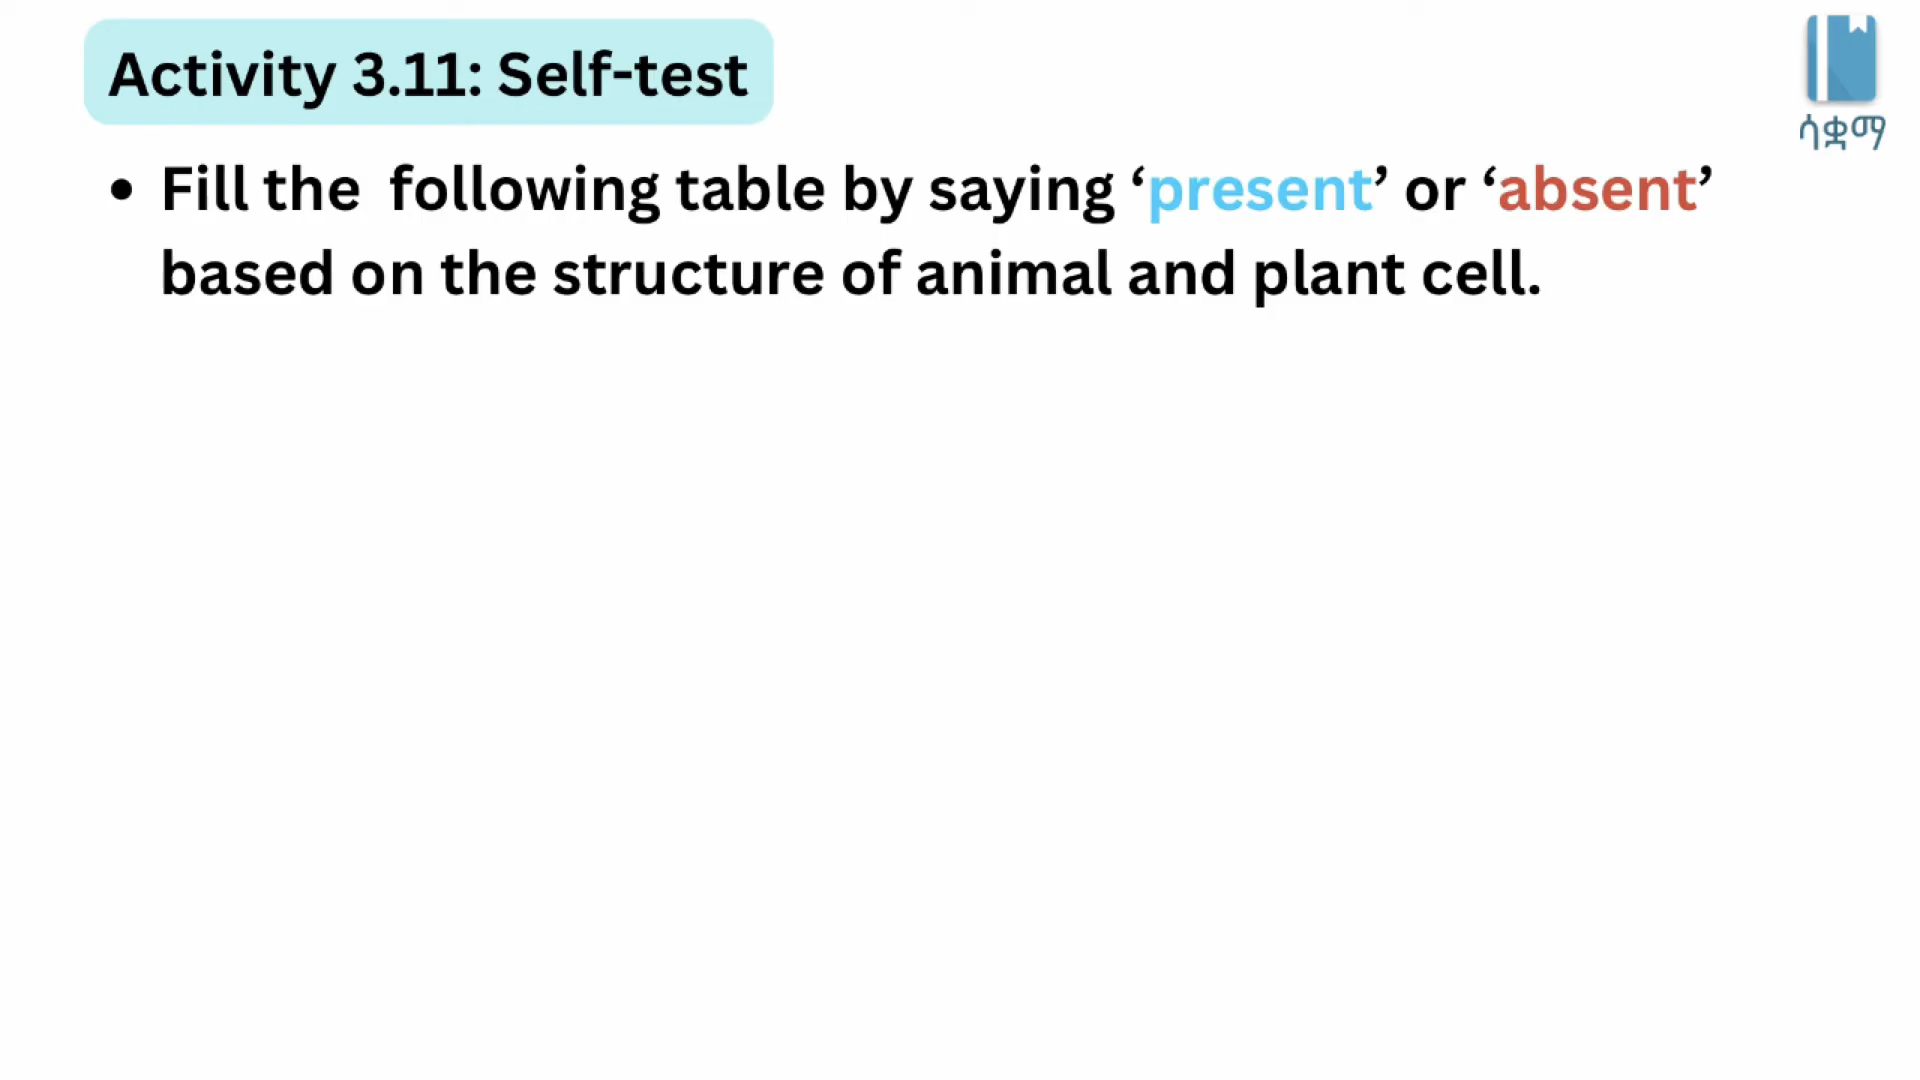 Activity 3.11: Self-test
ሳቋማ
• Fill the following table by saying ‘present’ or ‘absent’
based on the structure of animal and plant cell.